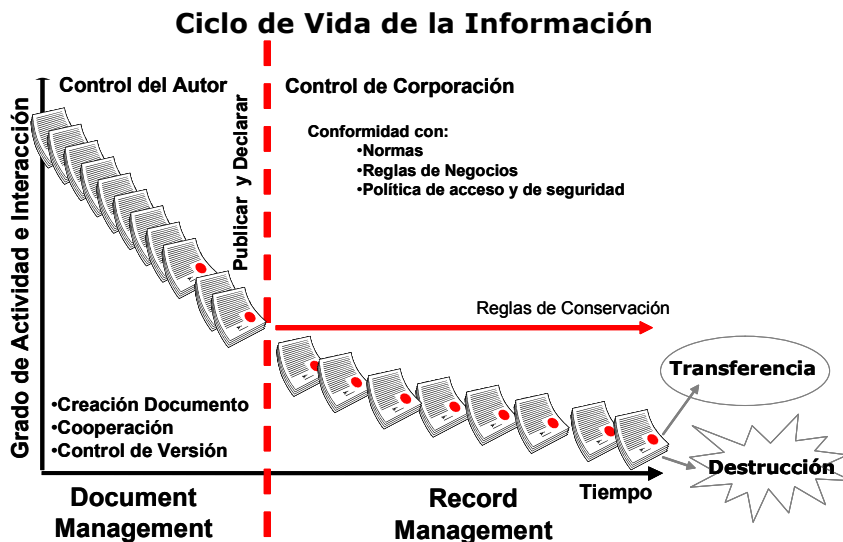 Ciclo de Vida de la Información
Control del Autor
Control de Corporación
Conformidad con:
•Normas
•Reglas de Negocios
•Política de acceso y de seguridad
Grado de Actividad e Interacción
Publicar y Declarar
Reglas de Conservación
Transferencia
•Creación Documento
•Cooperación
•Control de Versión
Destrucción
Tiempo
Document
Management
Record
Management